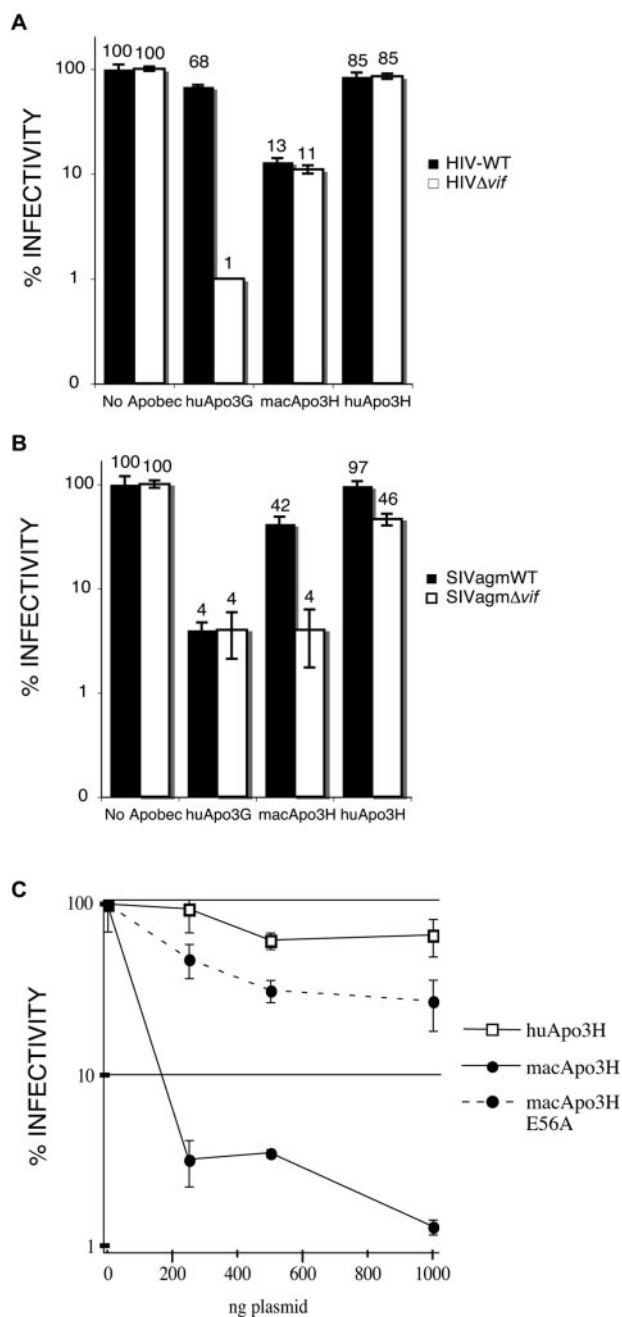 A
100 100
68
13
11
85 85
1
100
10
1
0
% INFECTIVITY
HIV-WT
HIVΔvif
No Apobec huApo3G macApo3H huApo3H
B
100 100
4 4
42
4
97
46
100
10
1
0
% INFECTIVITY
SIVagmWT
SIVagmΔvif
No Apobec huApo3G macApo3H huApo3H
C
100
10
1
% INFECTIVITY
huApo3H
macApo3H
macApo3H
E56A
0 200 400 600 800 1000
ng plasmid